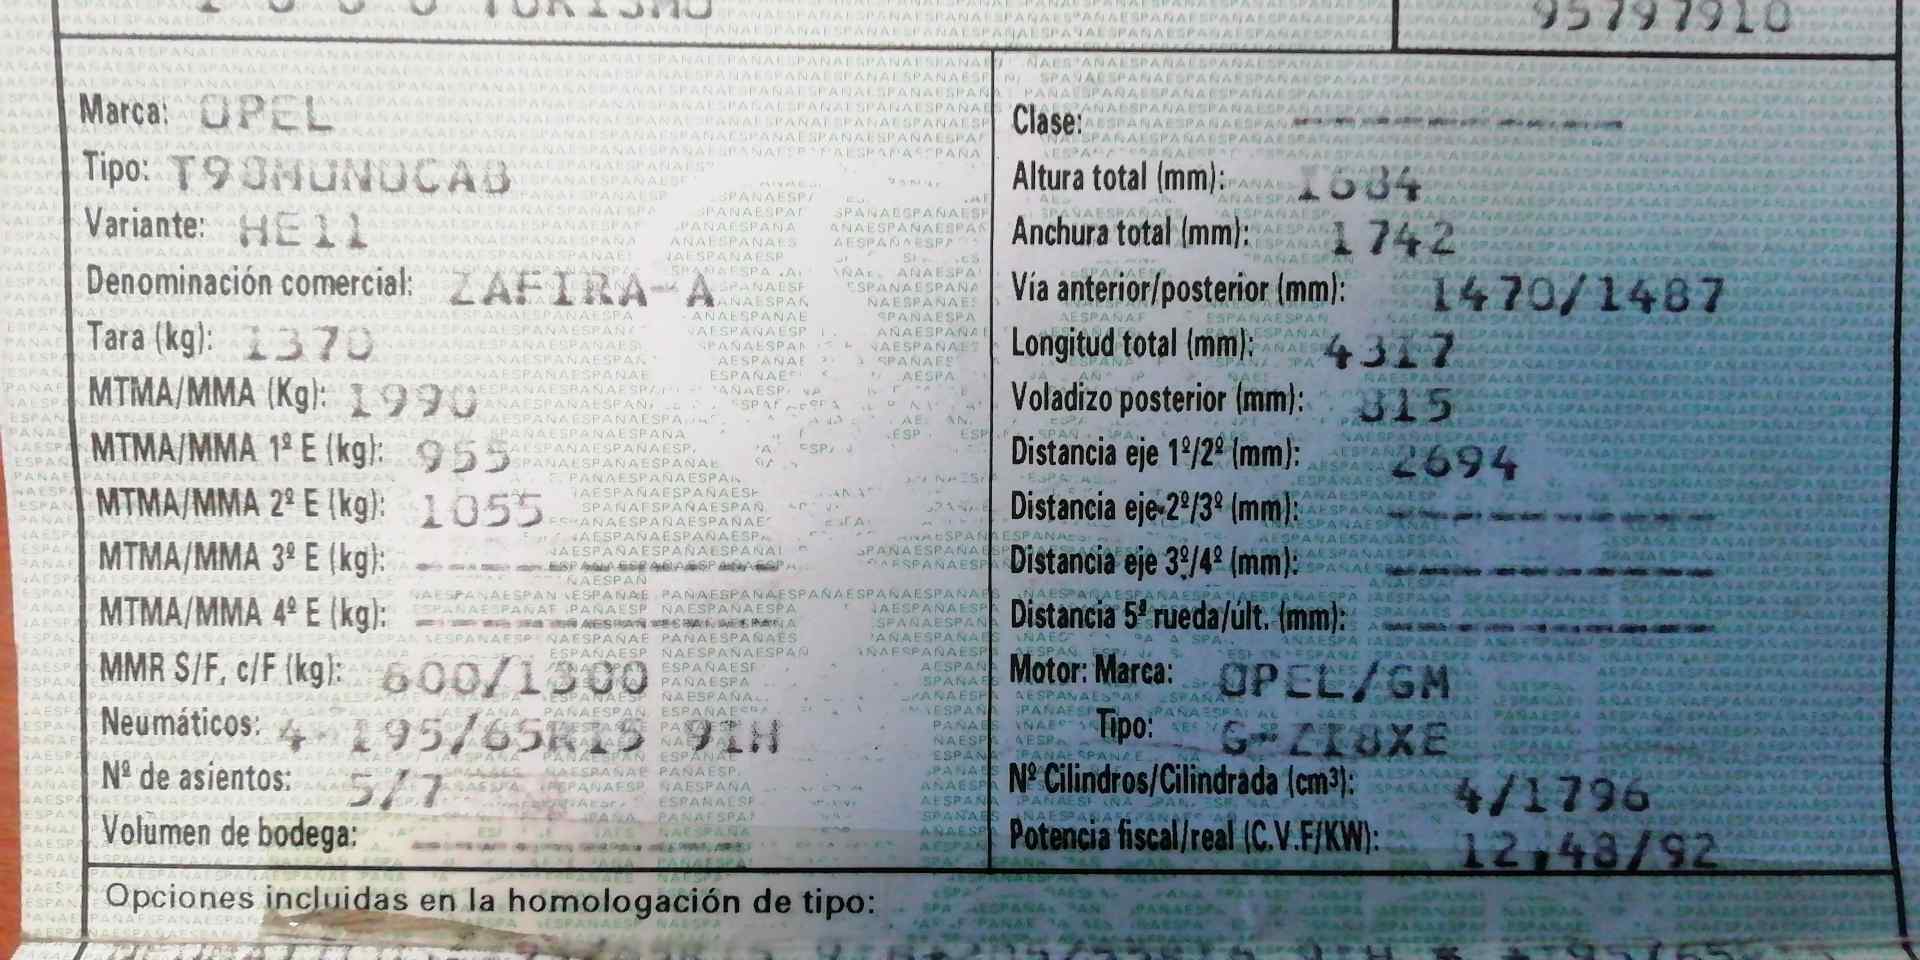 1000 TURISMO
95797910
Marca: OPEL
Tipo: T98MONOCAB
Variante: HE11
Denominación comercial: ZAFIRA-A
Tara (kg): 1370
MTMA/MMA (Kg): 1990
MTMA/MMA 1º E (kg): 955
MTMA/MMA 2º E (kg): 1055
MTMA/MMA 3º E (kg): ------------
MTMA/MMA 4º E (kg): ------------
MMR S/F, c/F (kg): 600/1300
Neumáticos: 4- 195/65R15 91H
Nº de asientos: 5/7
Volumen de bodega: -----------
Clase: -----------
Altura total (mm): 1684
Anchura total (mm): 1742
Vía anterior/posterior (mm): 1470/1487
Longitud total (mm): 4317
Voladizo posterior (mm): 815
Distancia eje 1º/2º (mm): 2694
Distancia eje 2º/3º (mm): -----------
Distancia eje 3º/4º (mm): -----------
Distancia 5ª rueda/últ. (mm): -----------
Motor: Marca: OPEL/GM
Tipo: G-Z18XE
Nº Cilindros/Cilindrada (cm³): 4/1796
Potencia fiscal/real (C.V.F/KW): 12,48/92
Opciones incluidas en la homologación de tipo: